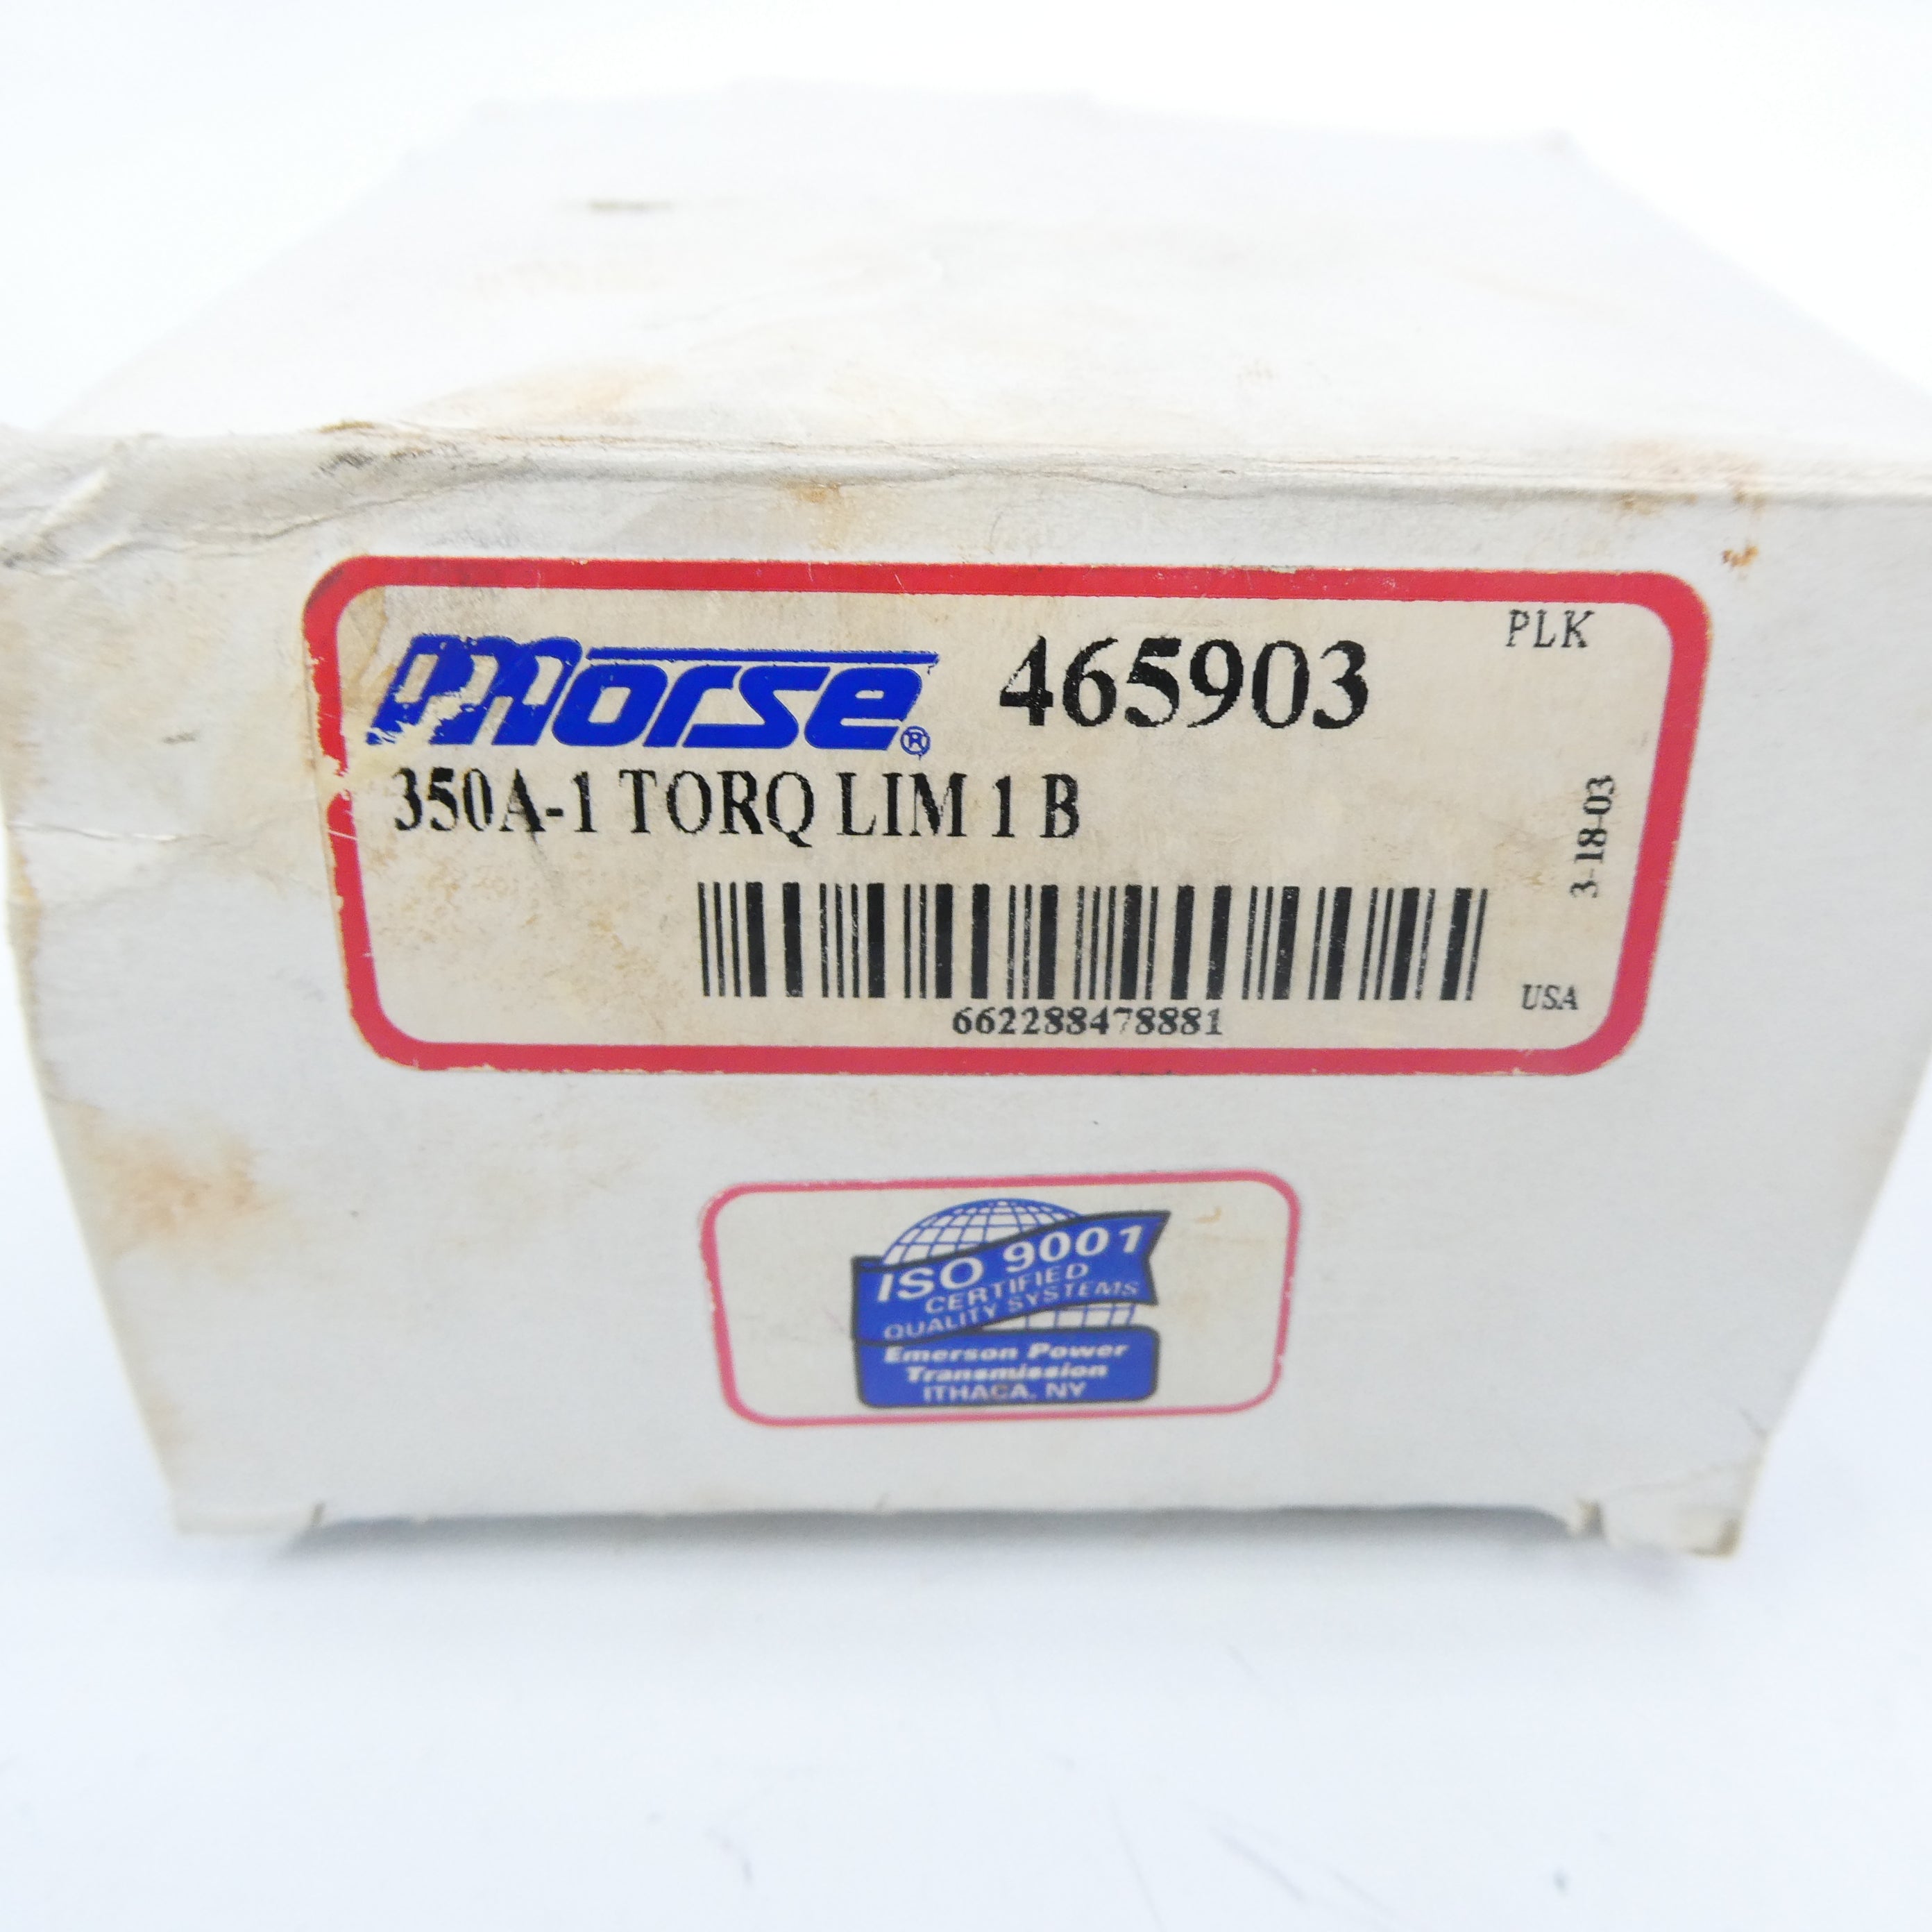 morse® 465903
PLK
350A-1 TORQ LIM 1 B
3-18-03
662288478881
USA
ISO 9001
CERTIFIED
QUALITY SYSTEMS
Emerson Power
Transmission
ITHACA, NY